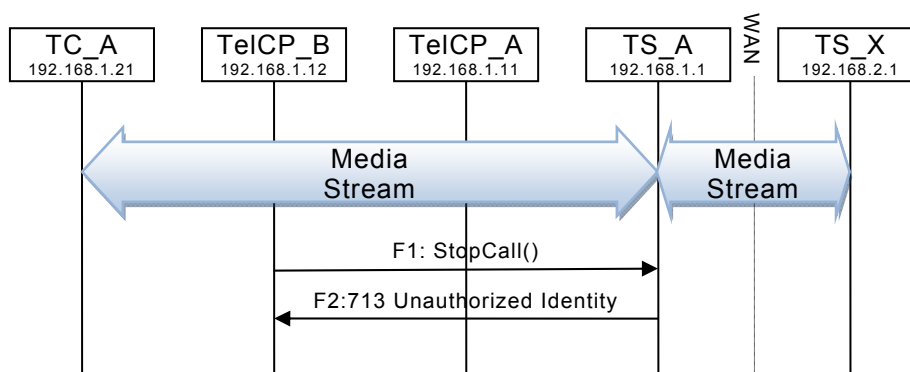 TC_A
192.168.1.21
TelCP_B
192.168.1.12
TelCP_A
192.168.1.11
TS_A
192.168.1.1
WAN
TS_X
192.168.2.1
Media
Stream
Media
Stream
F1: StopCall()
F2:713 Unauthorized Identity